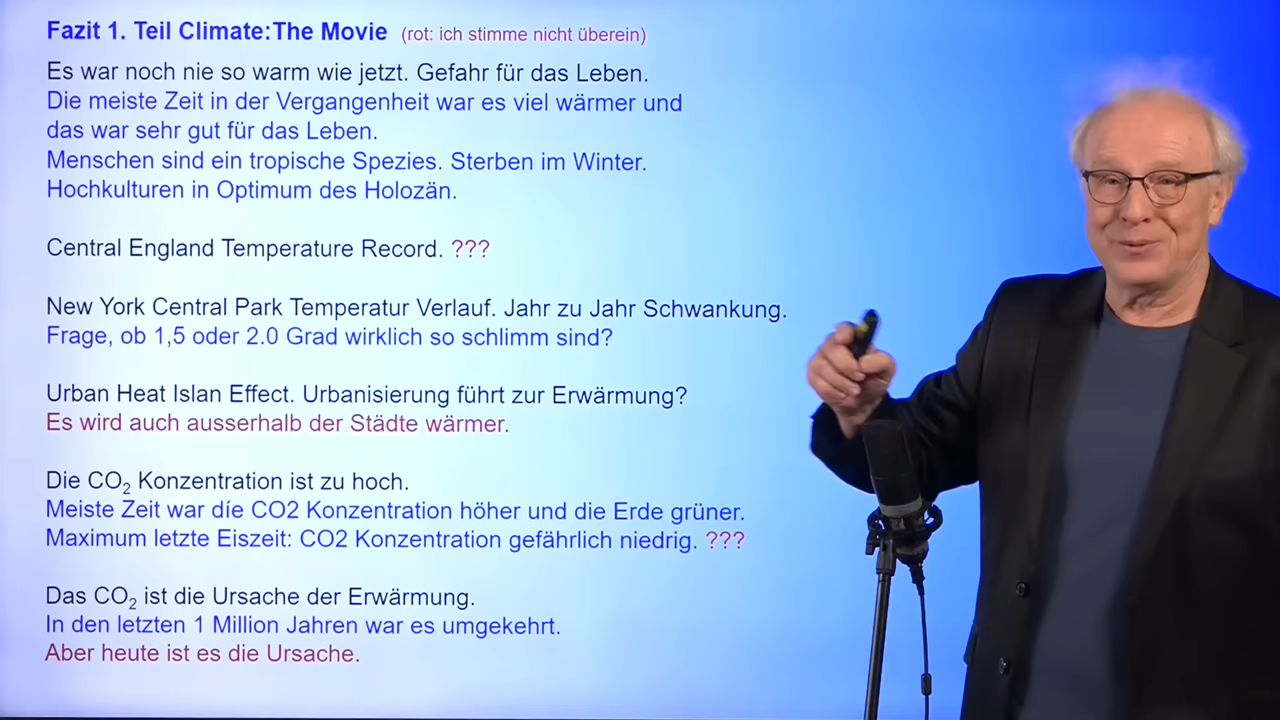 Fazit 1. Teil Climate:The Movie (rot: ich stimme nicht überein)
Es war noch nie so warm wie jetzt. Gefahr für das Leben.
Die meiste Zeit in der Vergangenheit war es viel wärmer und
das war sehr gut für das Leben.
Menschen sind ein tropische Spezies. Sterben im Winter.
Hochkulturen in Optimum des Holozän.
Central England Temperature Record. ???
New York Central Park Temperatur Verlauf. Jahr zu Jahr Schwankung.
Frage, ob 1,5 oder 2.0 Grad wirklich so schlimm sind?
Urban Heat Islan Effect. Urbanisierung führt zur Erwärmung?
Es wird auch ausserhalb der Städte wärmer.
Die CO₂ Konzentration ist zu hoch.
Meiste Zeit war díe CO2 Konzentration höher und die Erde grüner.
Maximum letzte Eiszeit: CO2 Konzentration gefährlich niedrig. ???
Das CO₂ ist die Ursache der Erwärmung.
In den letzten 1 Million Jahren war es umgekehrt.
Aber heute ist es die Ursache.